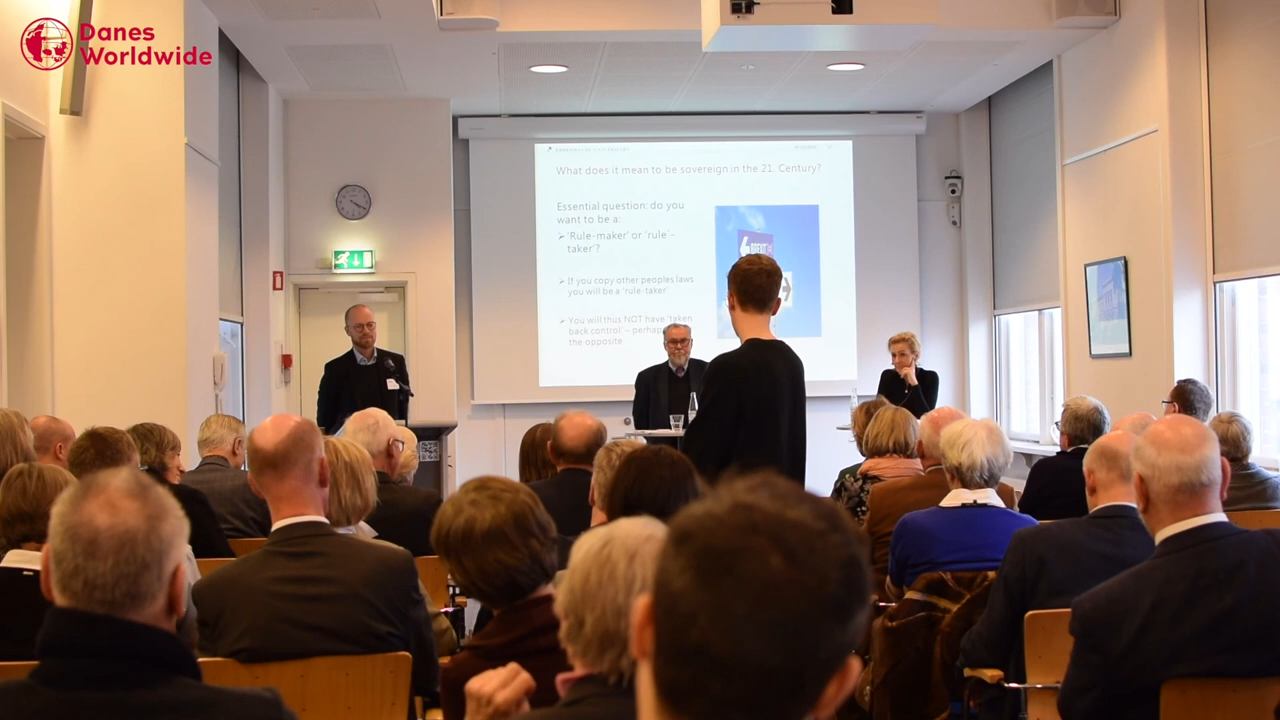 Danes
Worldwide
What does it mean to be sovereign in the 21. Century?
Essential question: do you
want to be a:
➢ 'Rule-maker' or 'rule'-
taker'?
➢ If you copy other peoples laws
you will be a 'rule-taker'
➢ You will thus NOT have 'taken
back control' – perhaps
the opposite
BREXIT